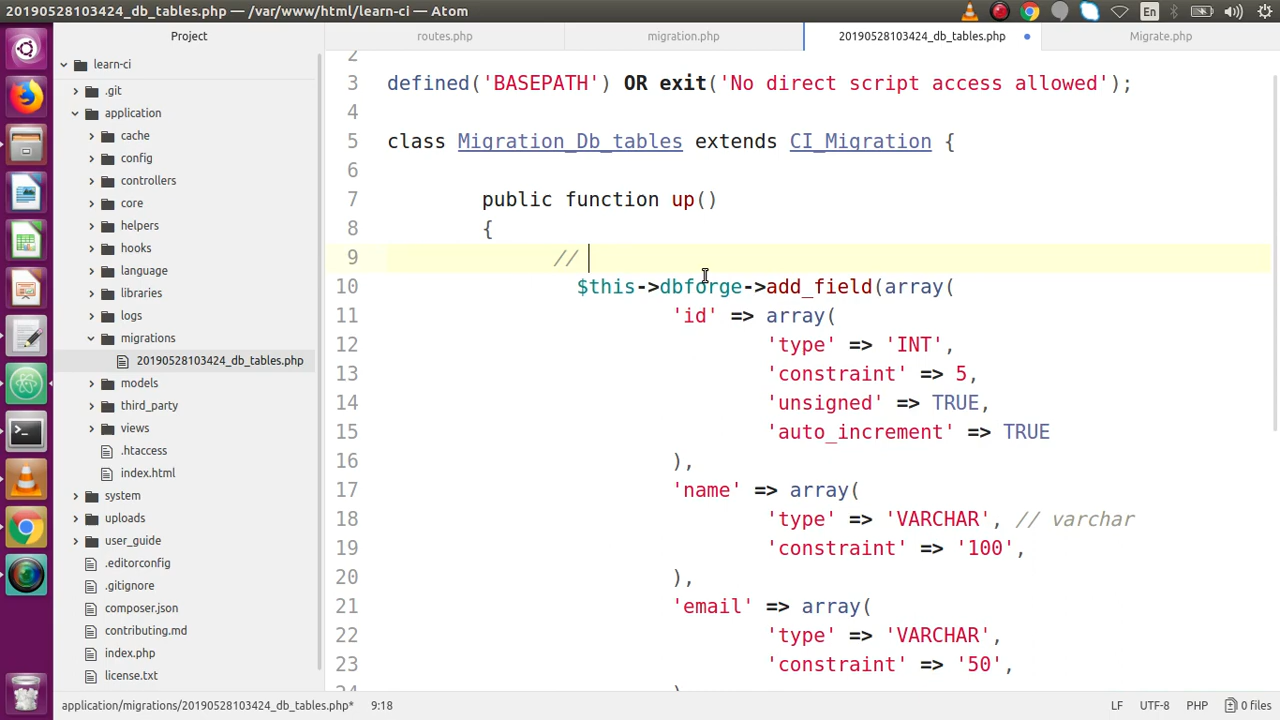 20190528103424_db_tables.php — /var/www/html/learn-ci — Atom
En
Project
routes.php
migration.php
20190528103424_db_tables.php
Migrate.php
learn-ci
.git
application
cache
config
controllers
core
helpers
hooks
language
libraries
logs
migrations
20190528103424_db_tables.php
models
third_party
views
.htaccess
index.html
system
uploads
user_guide
.editorconfig
.gitignore
composer.json
contributing.md
index.php
license.txt
2
3 defined('BASEPATH') OR exit('No direct script access allowed');
4
5 class Migration_Db_tables extends CI_Migration {
6
7 public function up()
8 {
9 //
10 $this->dbforge->add_field(array(
11 'id' => array(
12 'type' => 'INT',
13 'constraint' => 5,
14 'unsigned' => TRUE,
15 'auto_increment' => TRUE
16 ),
17 'name' => array(
18 'type' => 'VARCHAR', // varchar
19 'constraint' => '100',
20 ),
21 'email' => array(
22 'type' => 'VARCHAR',
23 'constraint' => '50',
24 )
application/migrations/20190528103424_db_tables.php* 9:18
LF UTF-8 PHP 0 files